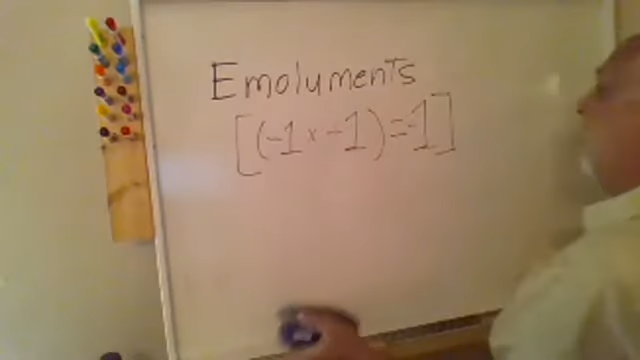 Emoluments
[(-1 × -1) = -1]